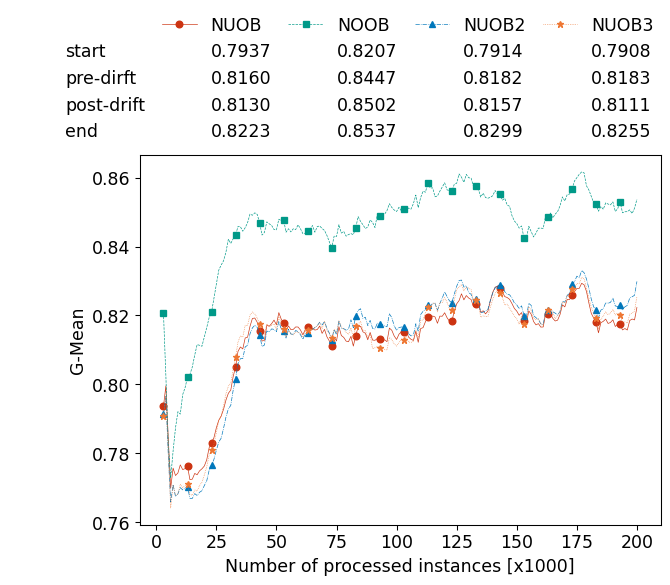 NUOB NOOB NUOB2 NUOB3
start 0.7937 0.8207 0.7914 0.7908
pre-dirft 0.8160 0.8447 0.8182 0.8183
post-drift 0.8130 0.8502 0.8157 0.8111
end 0.8223 0.8537 0.8299 0.8255
0.86
0.84
0.82
0.80
0.78
0.76
G-Mean
0 25 50 75 100 125 150 175 200
Number of processed instances [x1000]